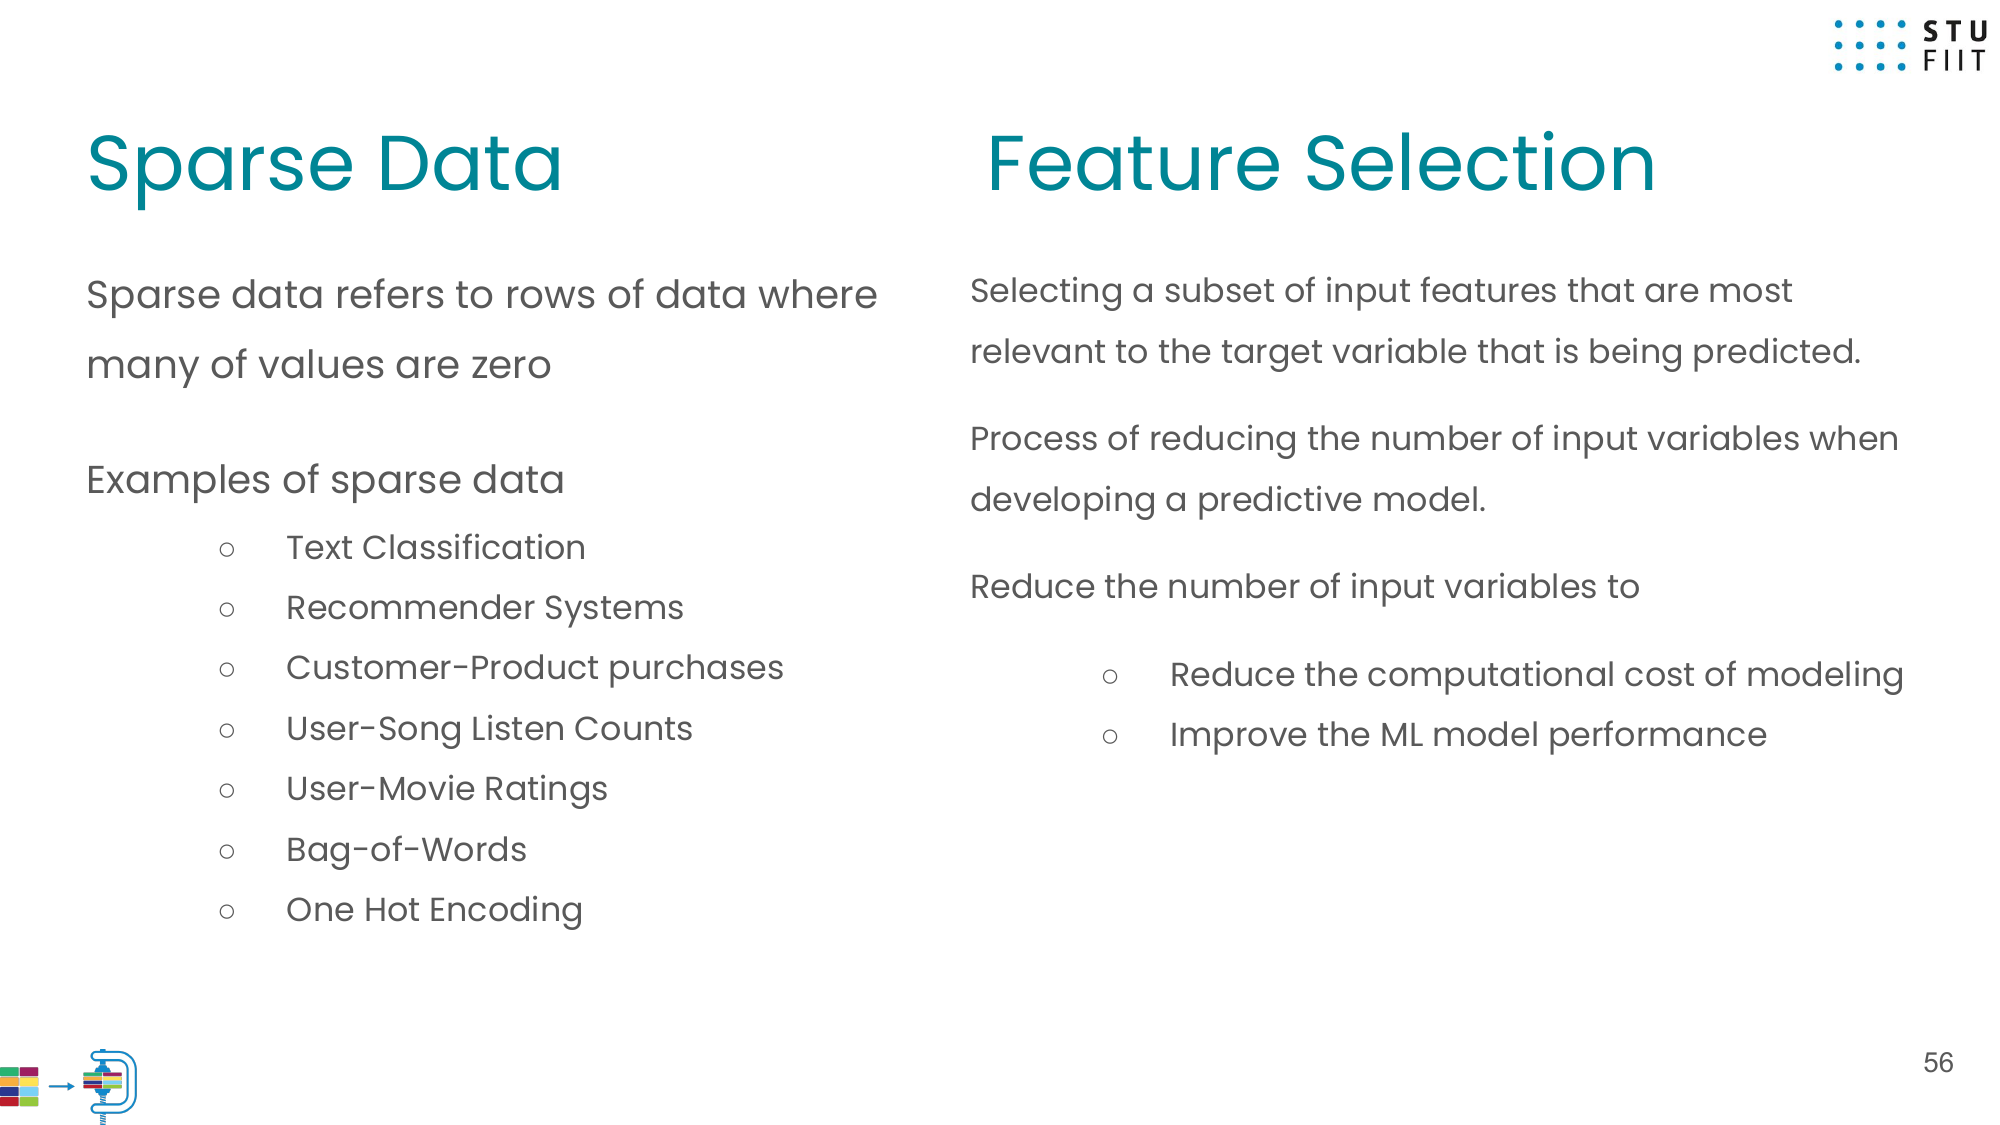 STU
FIIT
Sparse Data
Sparse data refers to rows of data where
many of values are zero
Examples of sparse data
○ Text Classification
○ Recommender Systems
○ Customer-Product purchases
○ User-Song Listen Counts
○ User-Movie Ratings
○ Bag-of-Words
○ One Hot Encoding
Feature Selection
Selecting a subset of input features that are most
relevant to the target variable that is being predicted.
Process of reducing the number of input variables when
developing a predictive model.
Reduce the number of input variables to
○ Reduce the computational cost of modeling
○ Improve the ML model performance
56